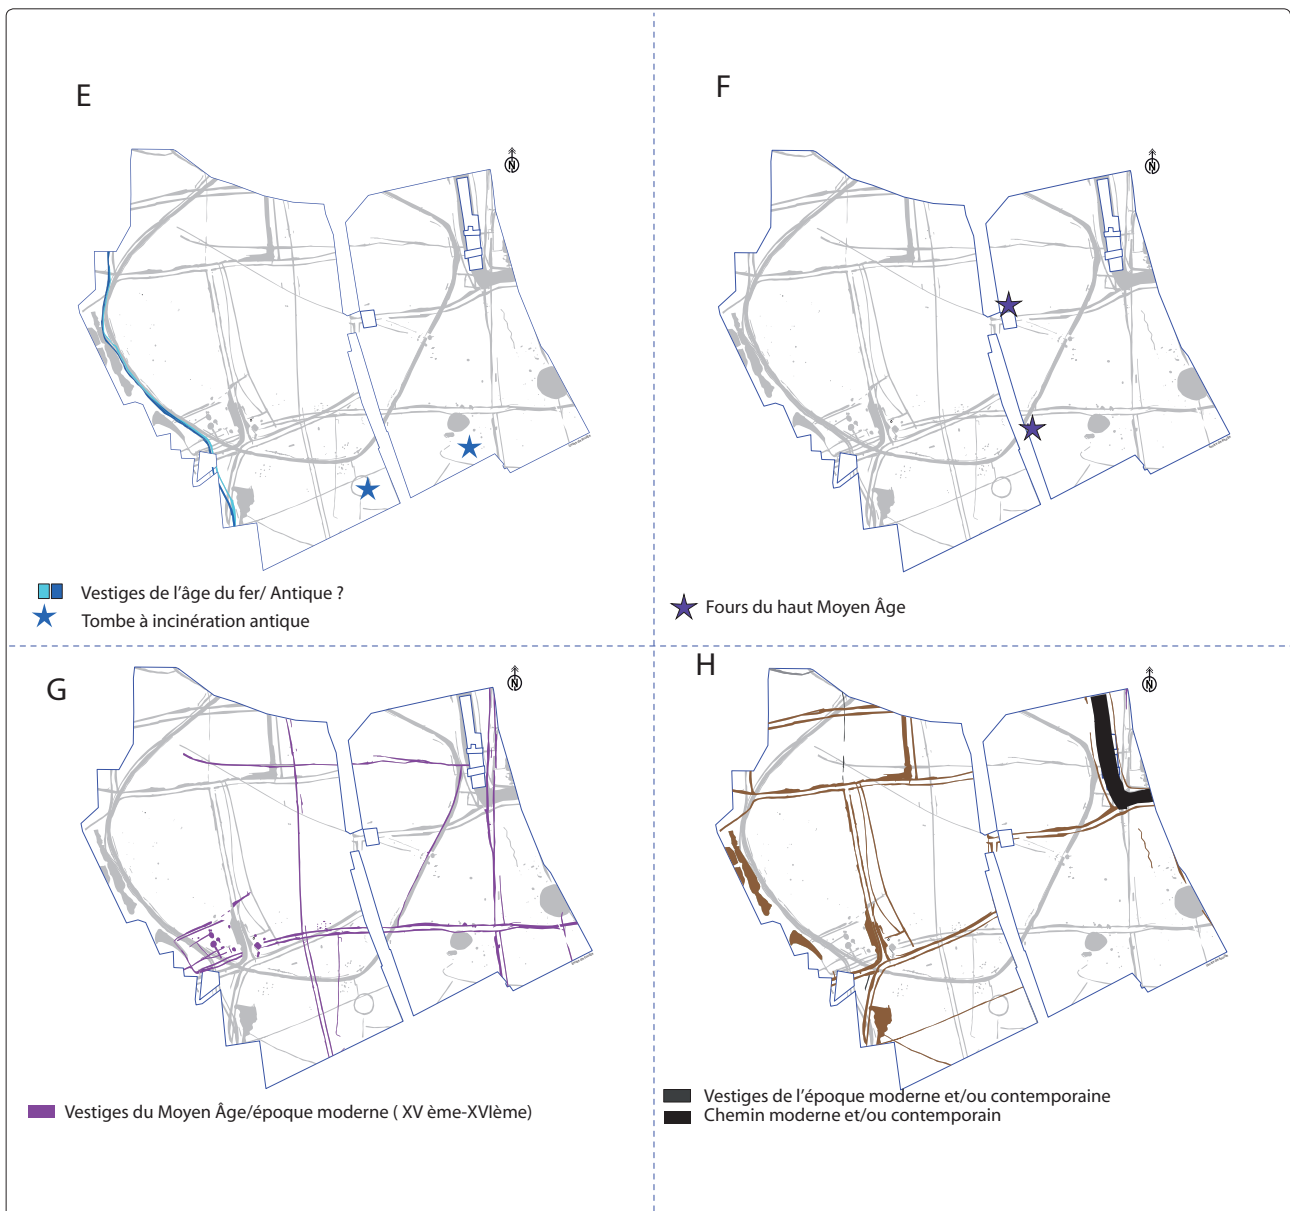 E
N
Vestiges de l'âge du fer/ Antique ?
Tombe à incinération antique
F
N
Fours du haut Moyen Âge
G
N
Vestiges du Moyen Âge/époque moderne ( XV ème-XVIème)
H
N
Vestiges de l'époque moderne et/ou contemporaine
Chemin moderne et/ou contemporain